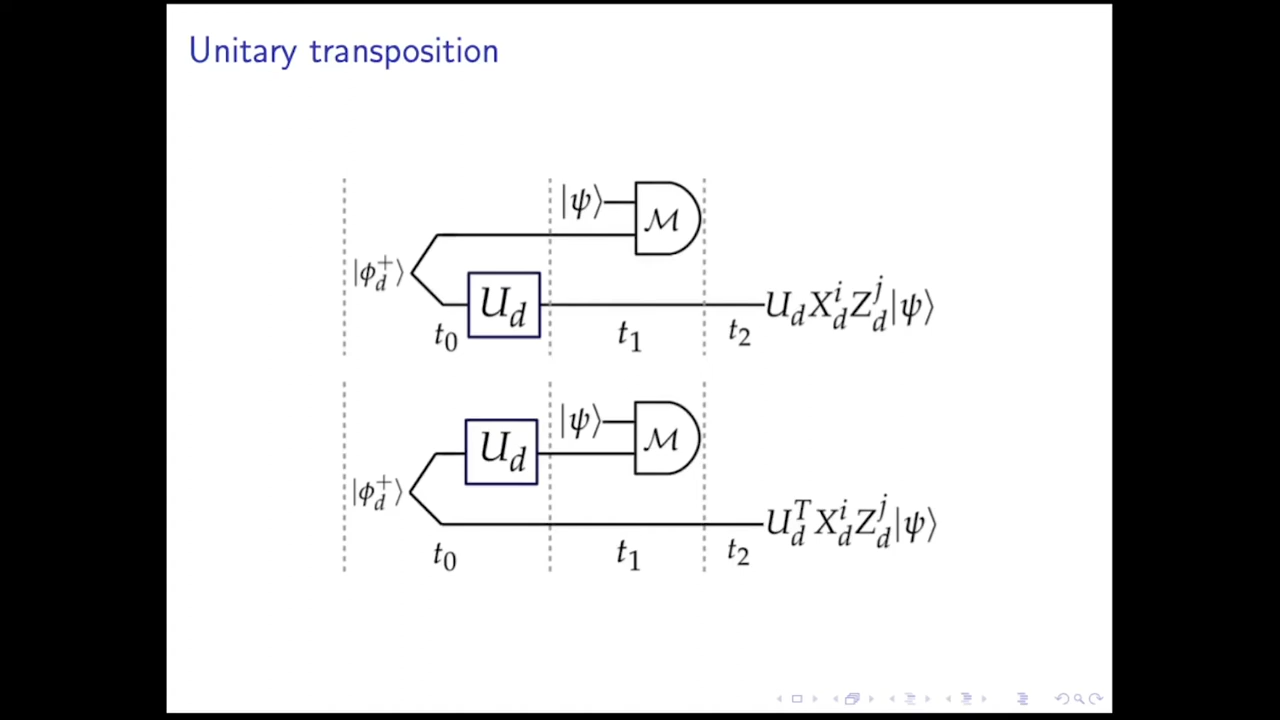 Unitary transposition
|ψ⟩ ℳ
|ϕ_d^+⟩
U_d
U_d X_d^i Z_d^j |ψ⟩
t_0 t_1 t_2
|ψ⟩ ℳ
U_d
|ϕ_d^+⟩
U_d^T X_d^i Z_d^j |ψ⟩
t_0 t_1 t_2